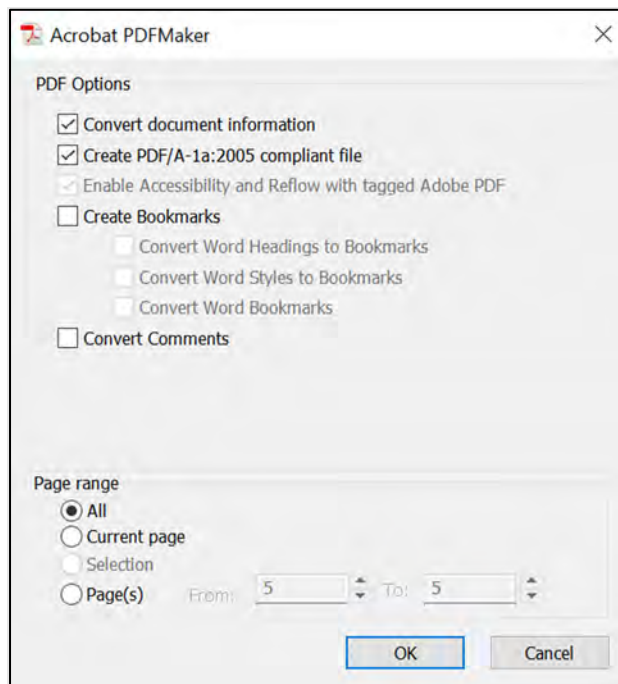 Acrobat PDFMaker
PDF Options
Convert document information
Create PDF/A-1a:2005 compliant file
Enable Accessibility and Reflow with tagged Adobe PDF
Create Bookmarks
Convert Word Headings to Bookmarks
Convert Word Styles to Bookmarks
Convert Word Bookmarks
Convert Comments
Page range
All
Current page
Selection
Page(s) From: 5 To: 5
OK Cancel